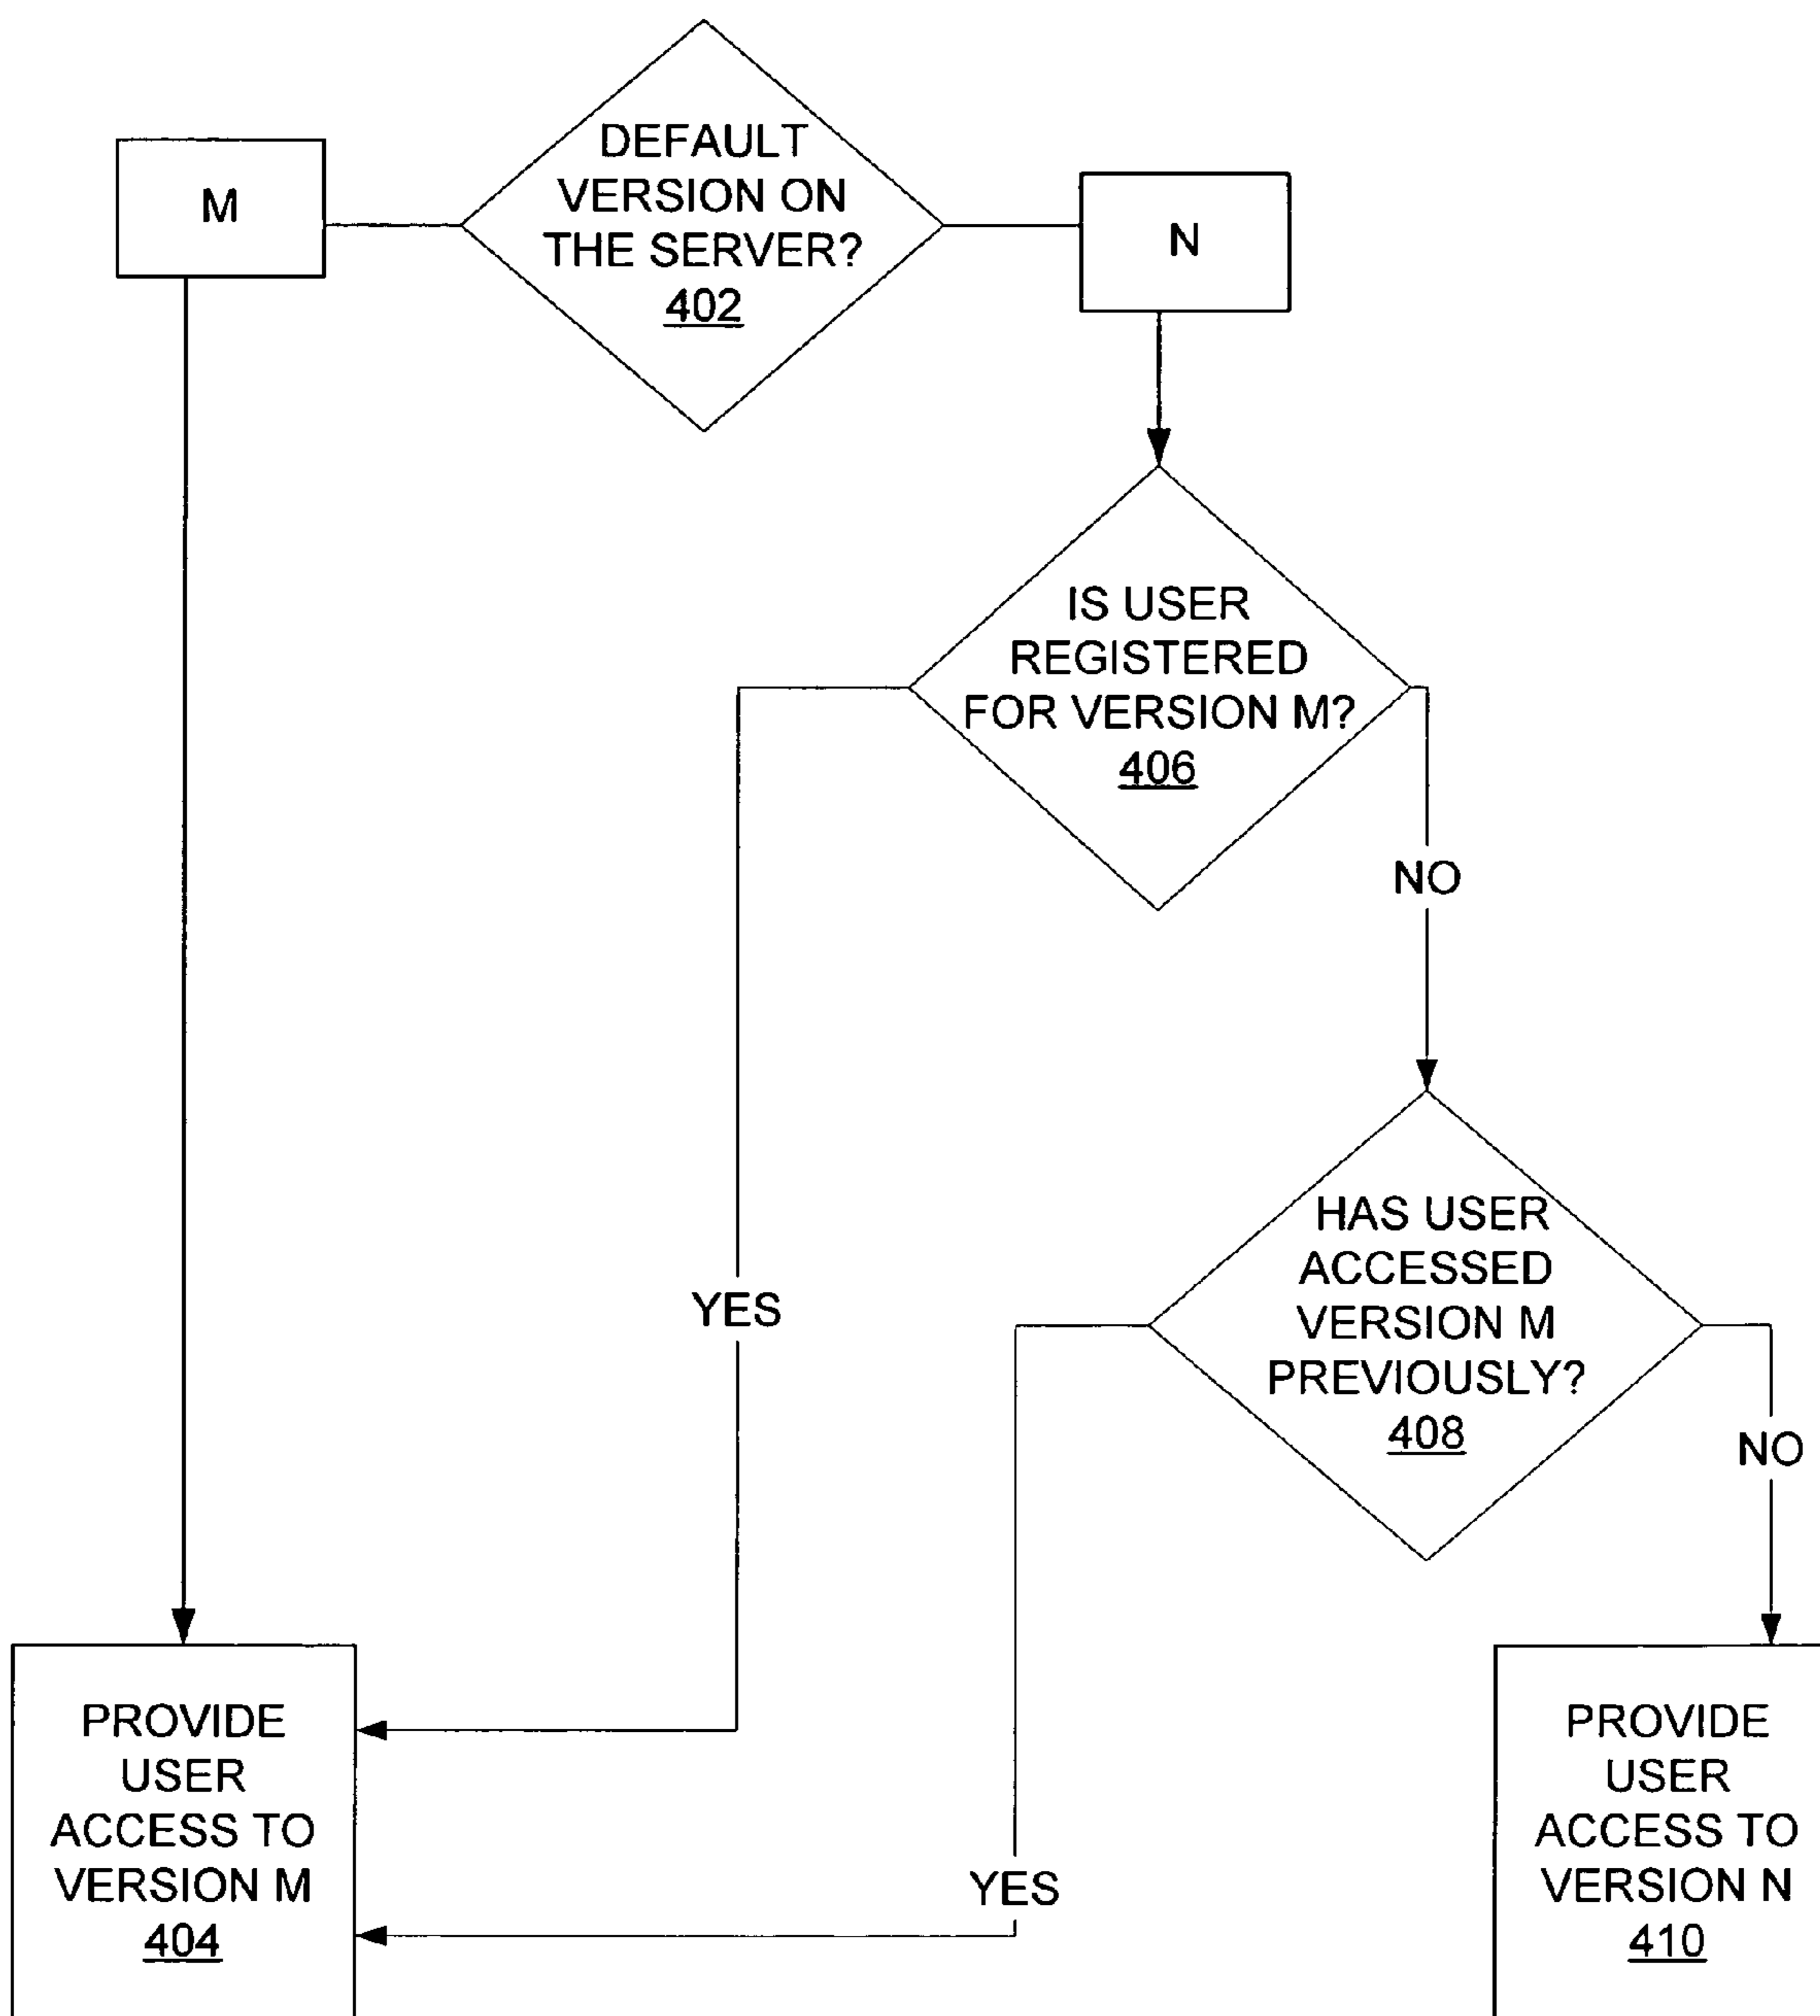 M
DEFAULT
VERSION ON
THE SERVER?
402
N
IS USER
REGISTERED
FOR VERSION M?
406
NO
HAS USER
ACCESSED
VERSION M
PREVIOUSLY?
408
YES
NO
PROVIDE
USER
ACCESS TO
VERSION M
404
YES
PROVIDE
USER
ACCESS TO
VERSION N
410